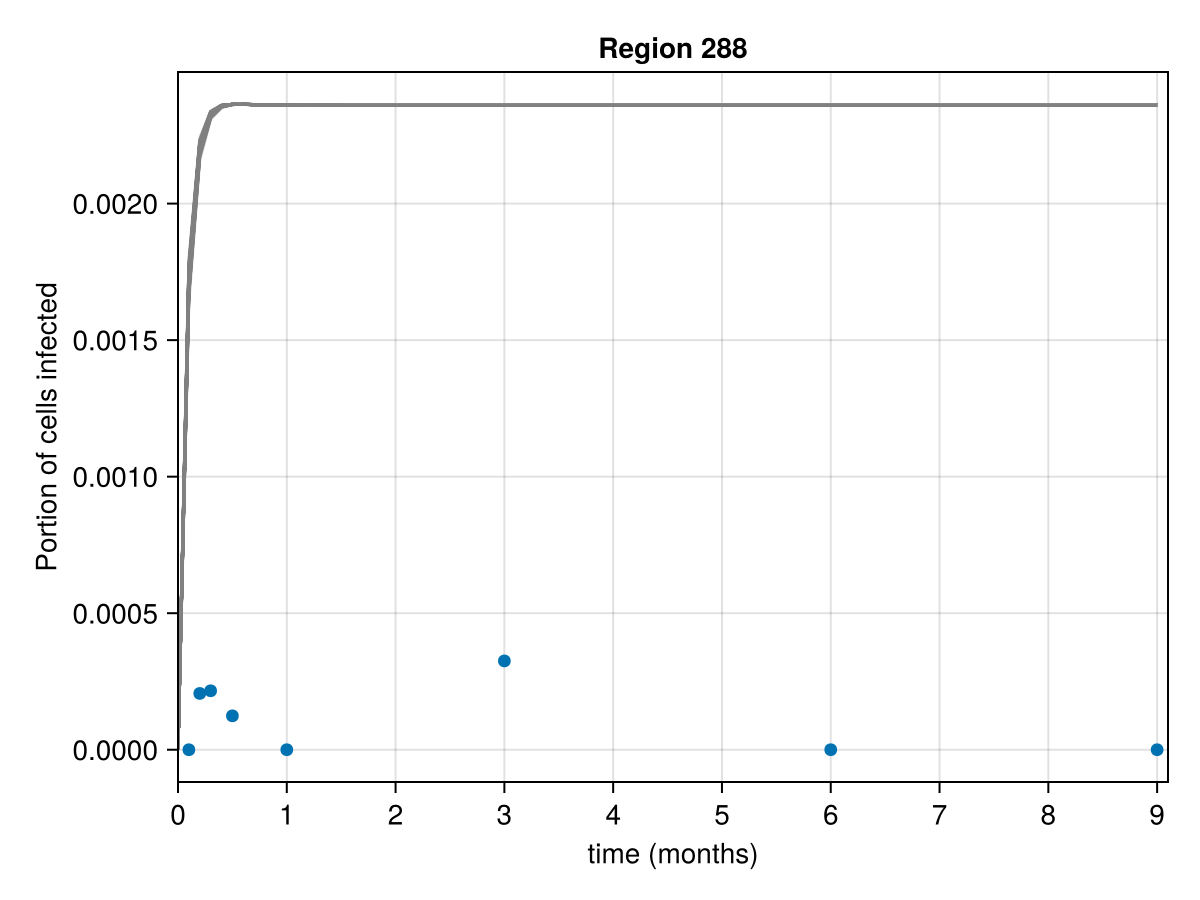 Region 288
Portion of cells infected
0.0020
0.0015
0.0010
0.0005
0.0000
0 1 2 3 4 5 6 7 8 9
time (months)